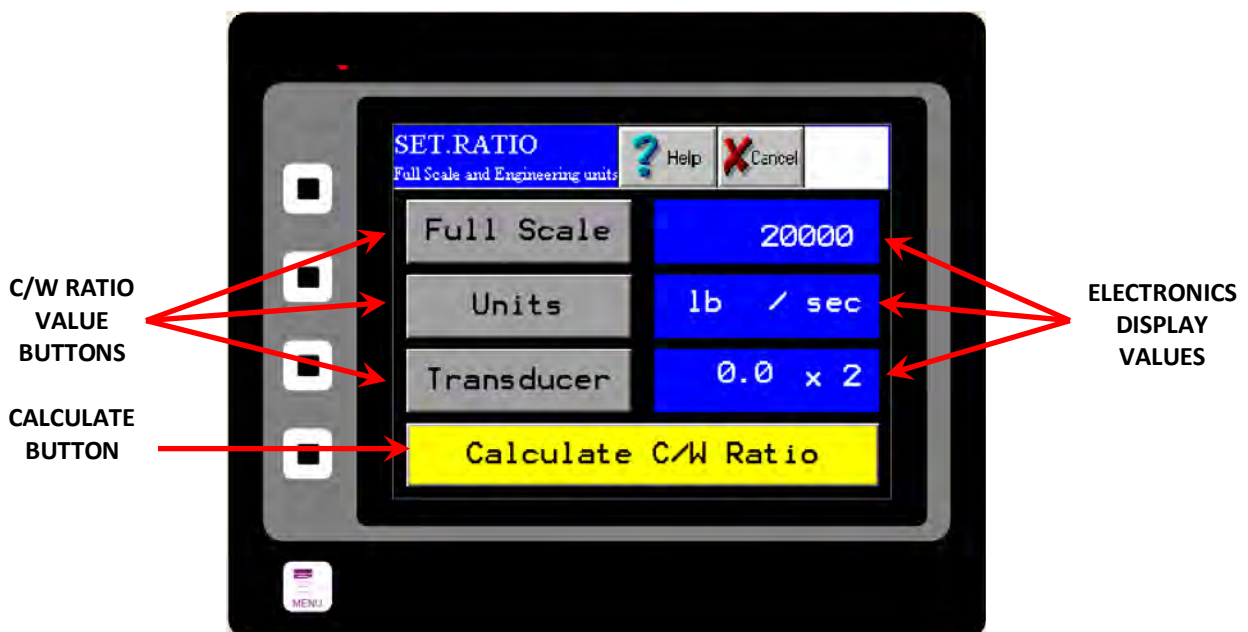 SET.RATIO
Full Scale and Engineering units
? Help
Cancel
Full Scale
20000
Units
lb / sec
Transducer
0.0 x 2
Calculate C/W Ratio
C/W RATIO
VALUE
BUTTONS
CALCULATE
BUTTON
ELECTRONICS
DISPLAY
VALUES
MENU